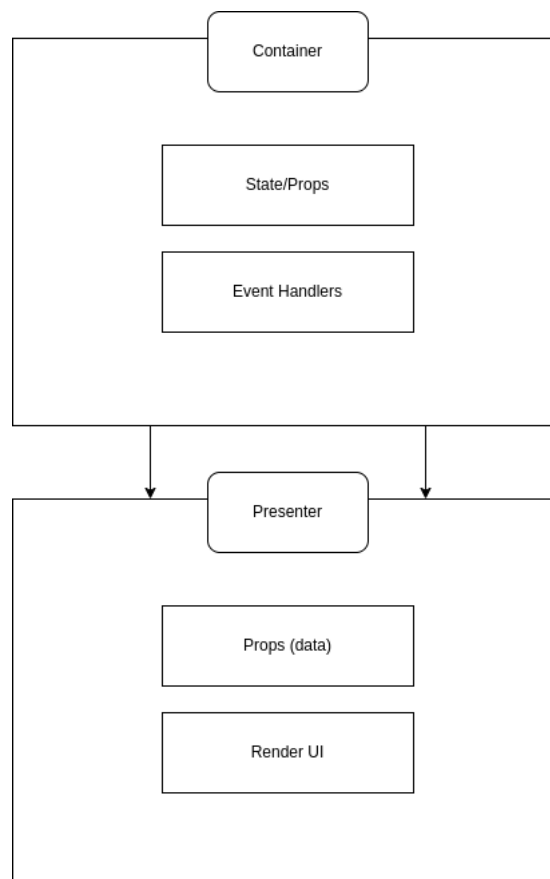 Container
State/Props
Event Handlers
Presenter
Props (data)
Render UI